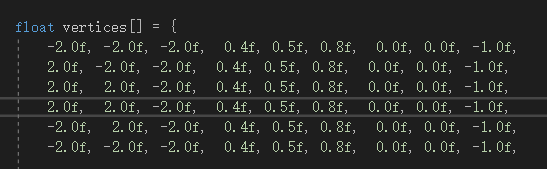 float vertices[] = {
-2.0f, -2.0f, -2.0f, 0.4f, 0.5f, 0.8f, 0.0f, 0.0f, -1.0f,
2.0f, -2.0f, -2.0f, 0.4f, 0.5f, 0.8f, 0.0f, 0.0f, -1.0f,
2.0f, 2.0f, -2.0f, 0.4f, 0.5f, 0.8f, 0.0f, 0.0f, -1.0f,
2.0f, 2.0f, -2.0f, 0.4f, 0.5f, 0.8f, 0.0f, 0.0f, -1.0f,
-2.0f, 2.0f, -2.0f, 0.4f, 0.5f, 0.8f, 0.0f, 0.0f, -1.0f,
-2.0f, -2.0f, -2.0f, 0.4f, 0.5f, 0.8f, 0.0f, 0.0f, -1.0f,